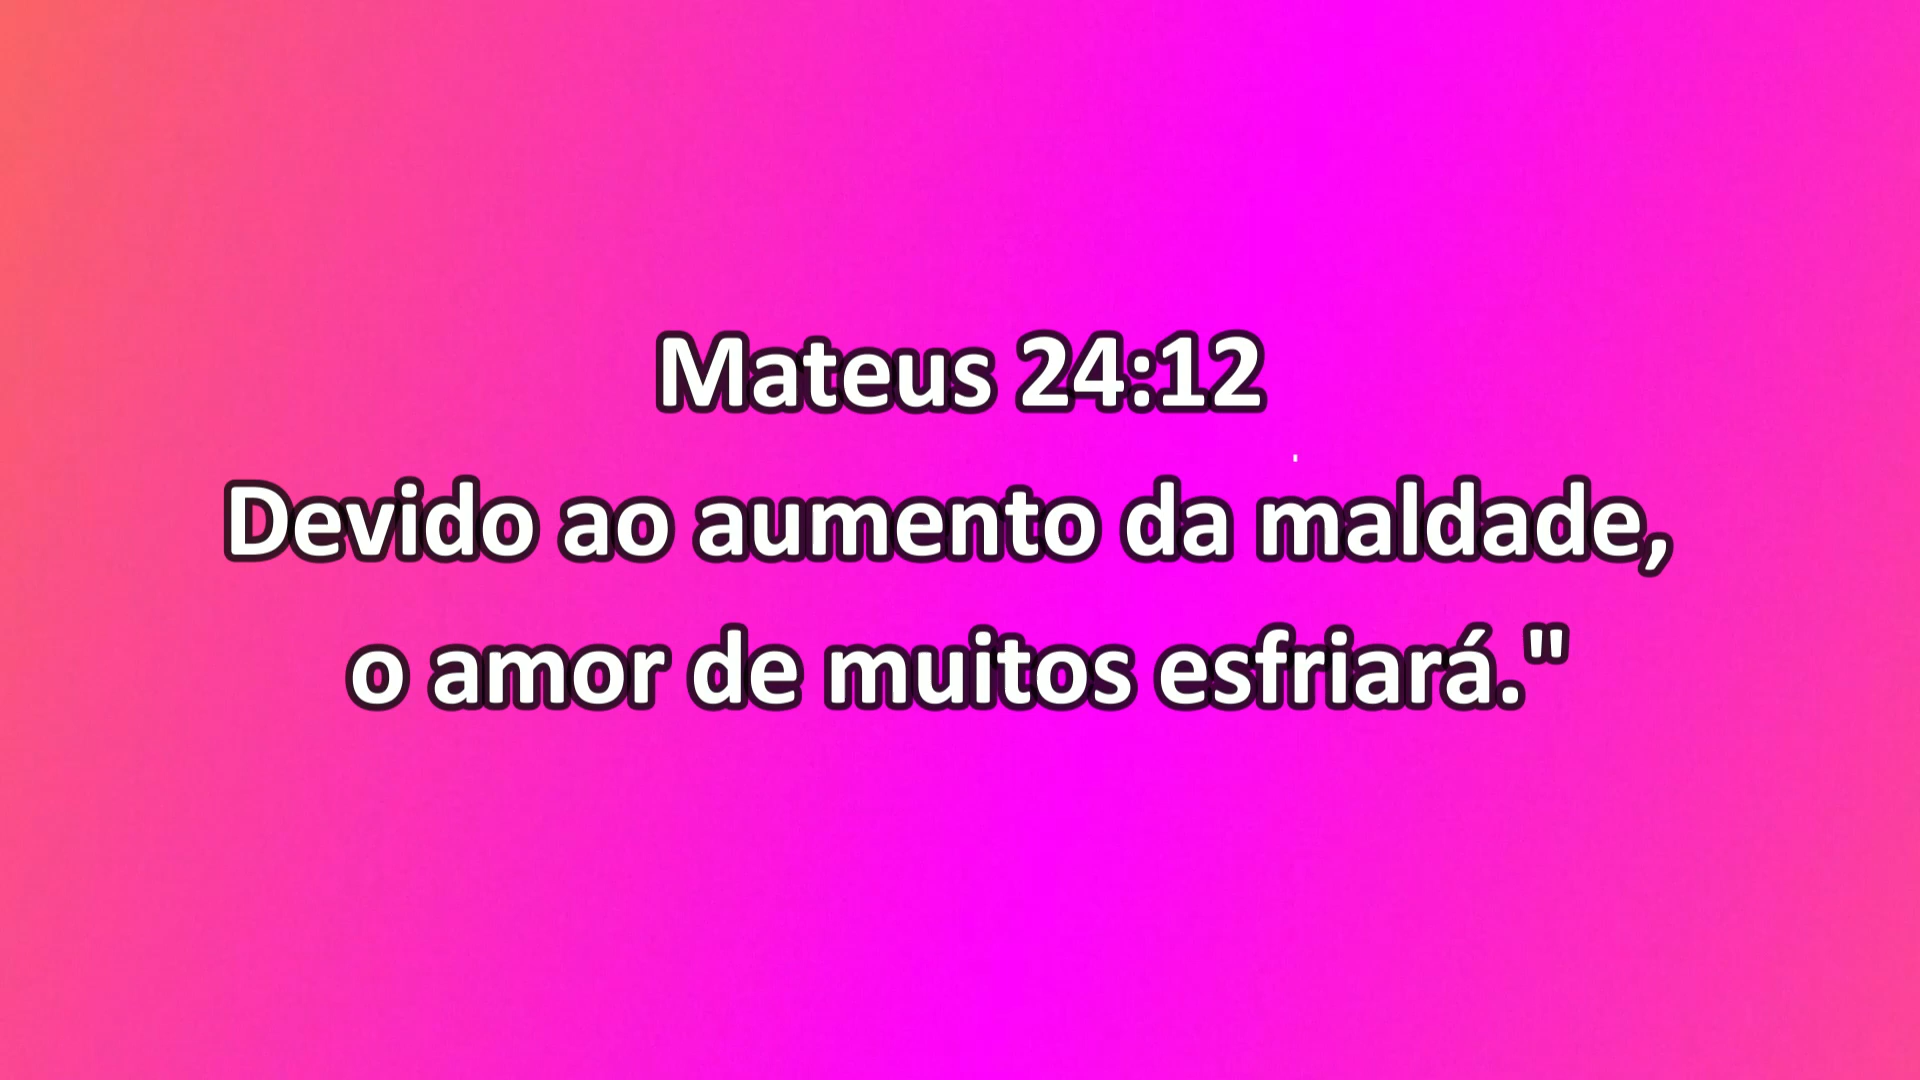 Mateus 24:12
Devido ao aumento da maldade,
o amor de muitos esfriará."